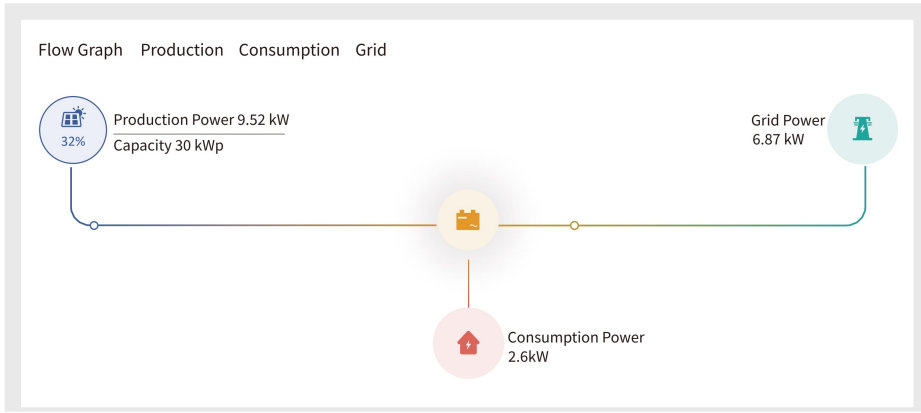 Flow Graph Production Consumption Grid
32%
Production Power 9.52 kW
Capacity 30 kWp
Grid Power
6.87 kW
Consumption Power
2.6kW